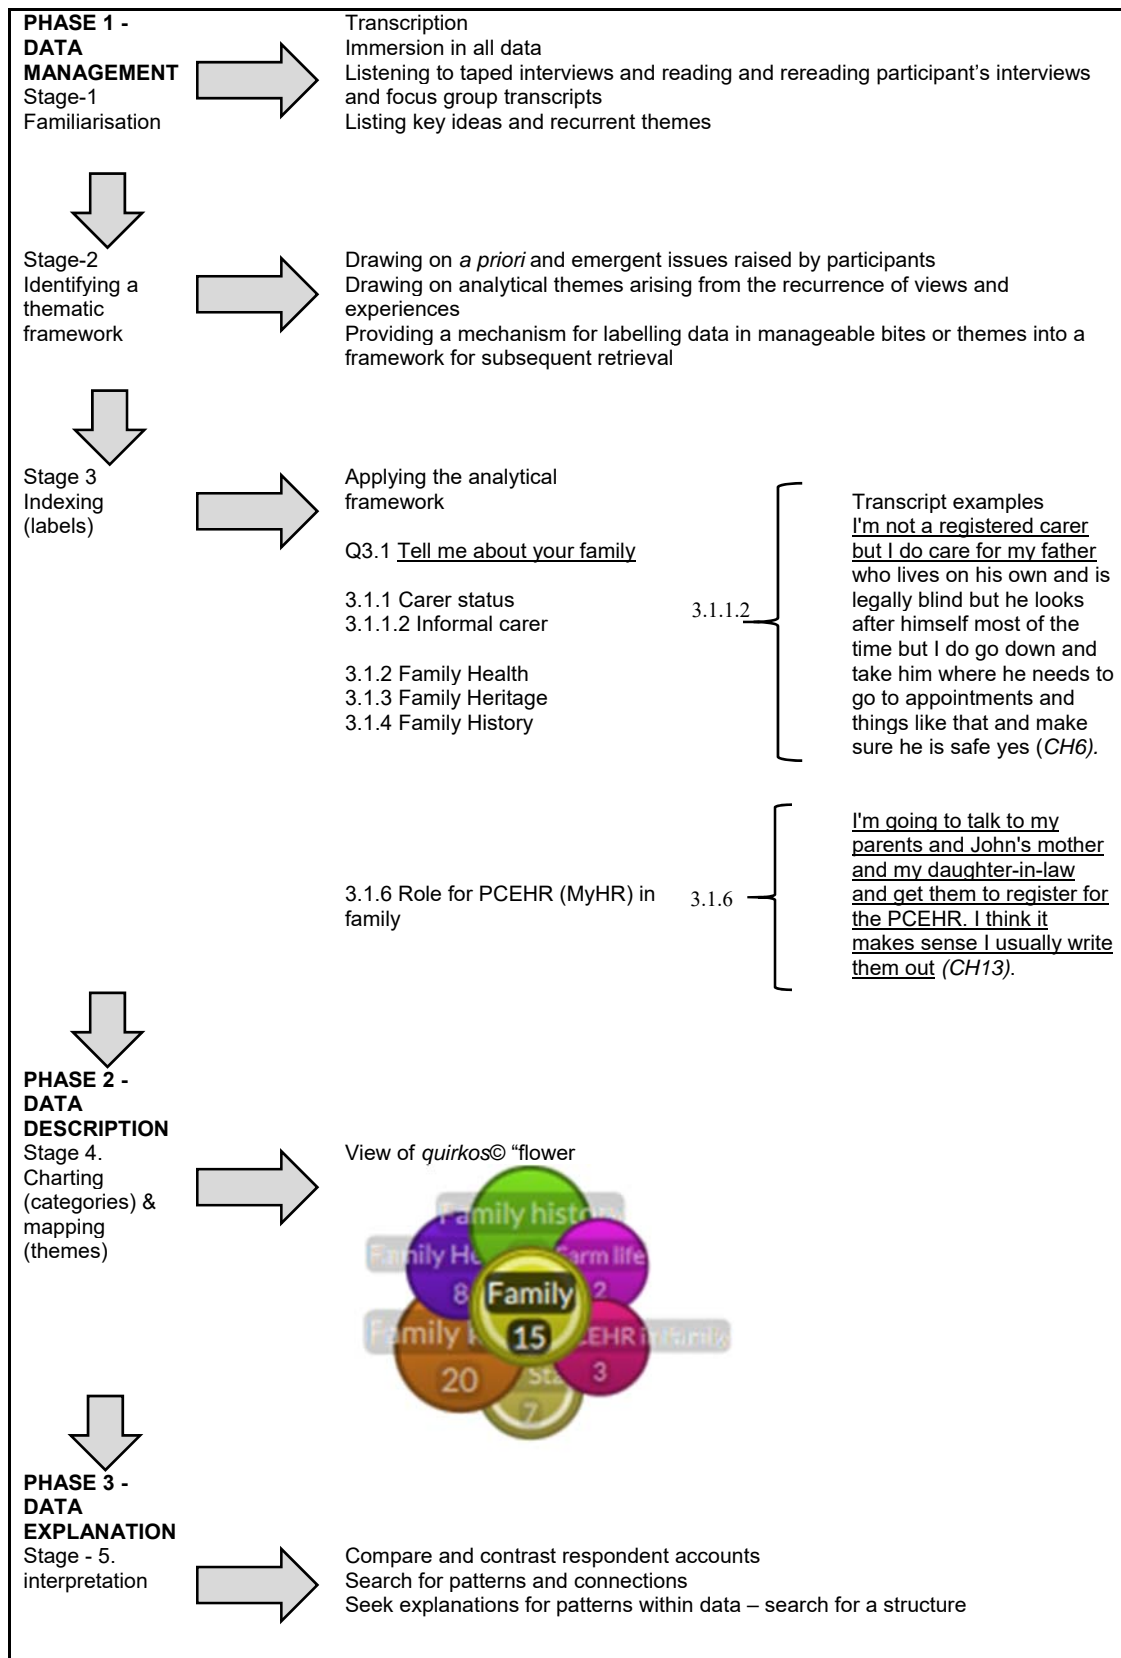 PHASE 1 -
DATA
MANAGEMENT
Stage-1
Familiarisation
Transcription
Immersion in all data
Listening to taped interviews and reading and rereading participant's interviews
and focus group transcripts
Listing key ideas and recurrent themes
Stage-2
Identifying a
thematic
framework
Drawing on a priori and emergent issues raised by participants
Drawing on analytical themes arising from the recurrence of views and
experiences
Providing a mechanism for labelling data in manageable bites or themes into a
framework for subsequent retrieval
Stage 3
Indexing
(labels)
Applying the analytical
framework
Q3.1 Tell me about your family
3.1.1 Carer status
3.1.1.2 Informal carer
3.1.2 Family Health
3.1.3 Family Heritage
3.1.4 Family History
3.1.1.2
Transcript examples
I'm not a registered carer
but I do care for my father
who lives on his own and is
legally blind but he looks
after himself most of the
time but I do go down and
take him where he needs to
go to appointments and
things like that and make
sure he is safe yes (CH6).
3.1.6 Role for PCEHR (MyHR) in
family
3.1.6
I'm going to talk to my
parents and John's mother
and my daughter-in-law
and get them to register for
the PCEHR. I think it
makes sense I usually write
them out (CH13).
PHASE 2 -
DATA
DESCRIPTION
Stage 4.
Charting
(categories) &
mapping
(themes)
View of quirkos© “flower
Family history
Family He
8
Farm life
2
Family
15
Family
20
CEHR in
3
Sta
7
PHASE 3 -
DATA
EXPLANATION
Stage - 5.
interpretation
Compare and contrast respondent accounts
Search for patterns and connections
Seek explanations for patterns within data – search for a structure